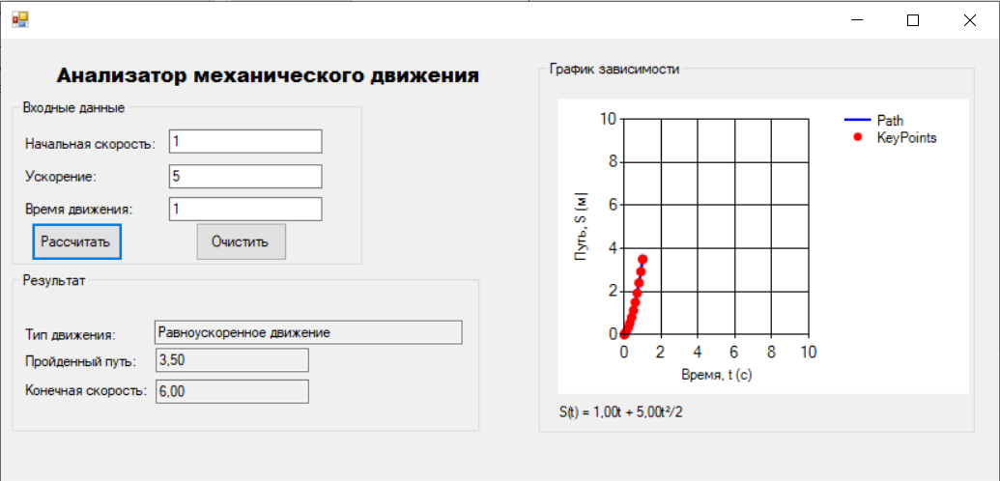 Анализатор механического движения
Входные данные
Начальная скорость: 1
Ускорение: 5
Время движения: 1
Рассчитать Очистить
Результат
Тип движения: Равноускоренное движение
Пройденный путь: 3,50
Конечная скорость: 6,00
График зависимости
Path
KeyPoints
10
8
6
4
2
0
Путь, S (м|
0 2 4 6 8 10
Время, t (с)
S(t) = 1,00t + 5,00t²/2